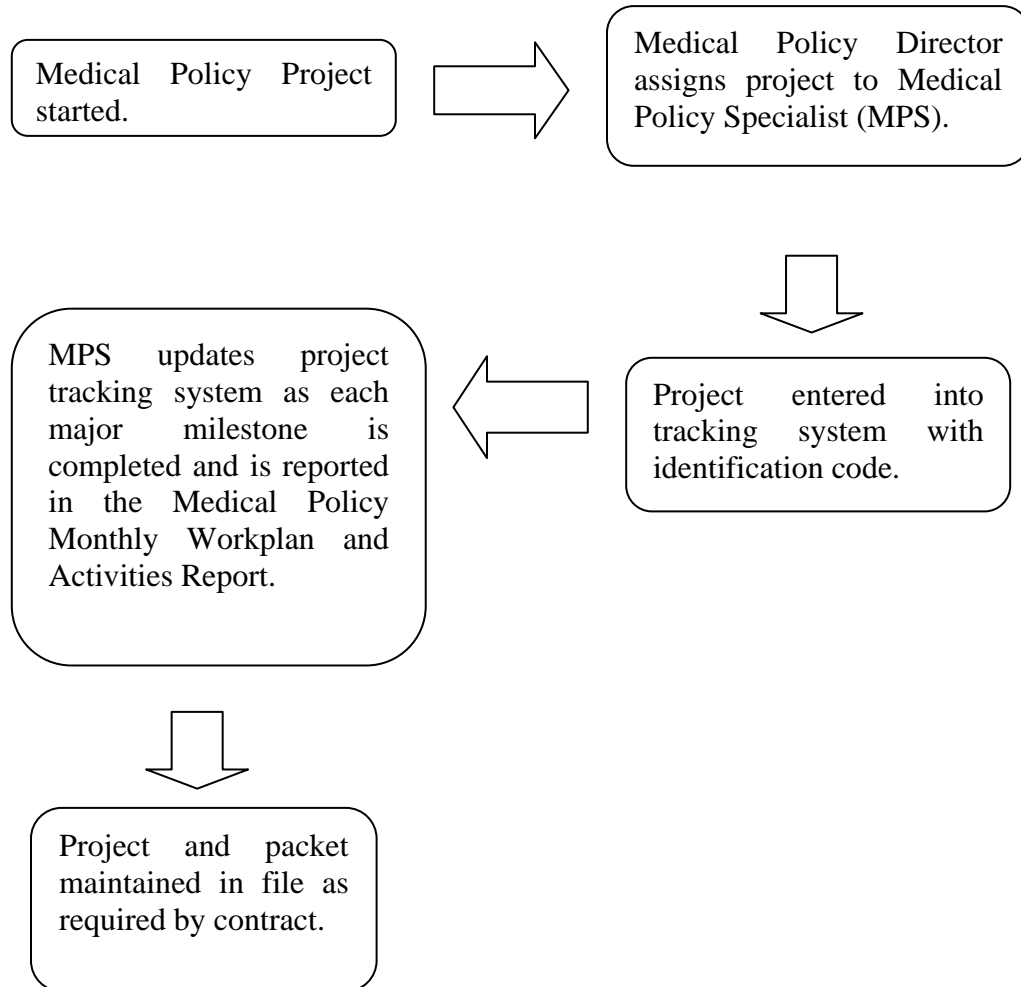 Medical Policy Project
started.
Medical Policy Director
assigns project to Medical
Policy Specialist (MPS).
Project entered into
tracking system with
identification code.
MPS updates project
tracking system as each
major milestone is
completed and is reported
in the Medical Policy
Monthly Workplan and
Activities Report.
Project and packet
maintained in file as
required by contract.